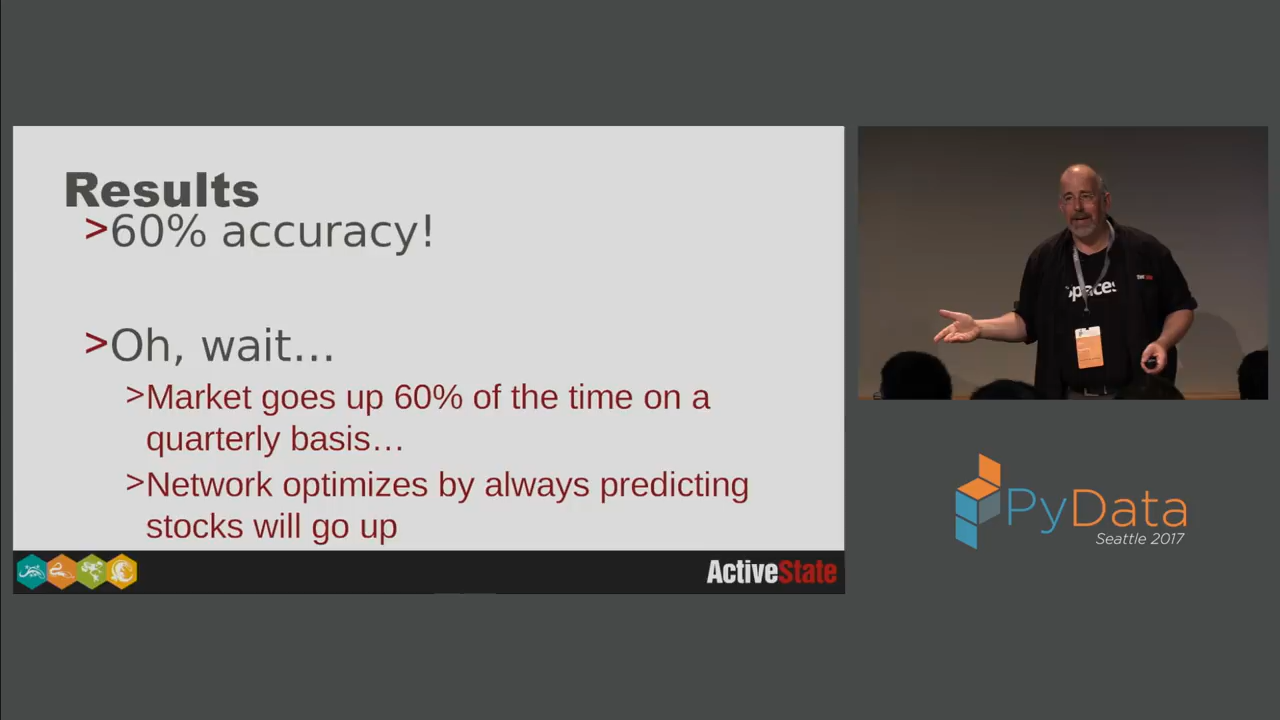 Results
>60% accuracy!
>Oh, wait…
>Market goes up 60% of the time on a
quarterly basis…
>Network optimizes by always predicting
stocks will go up
ActiveState
Spaces
PyData
Seattle 2017